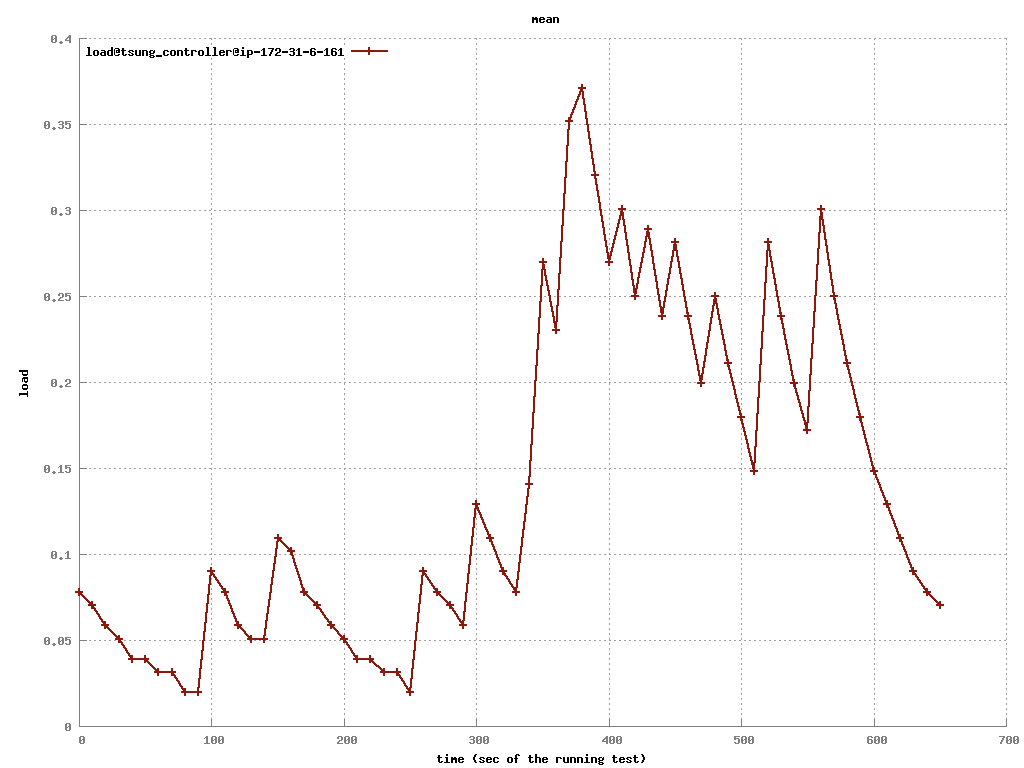 mean
load@tsung_controller@ip-172-31-6-161
0.4
0.35
0.3
0.25
0.2
0.15
0.1
0.05
0
load
0 100 200 300 400 500 600 700
time (sec of the running test)